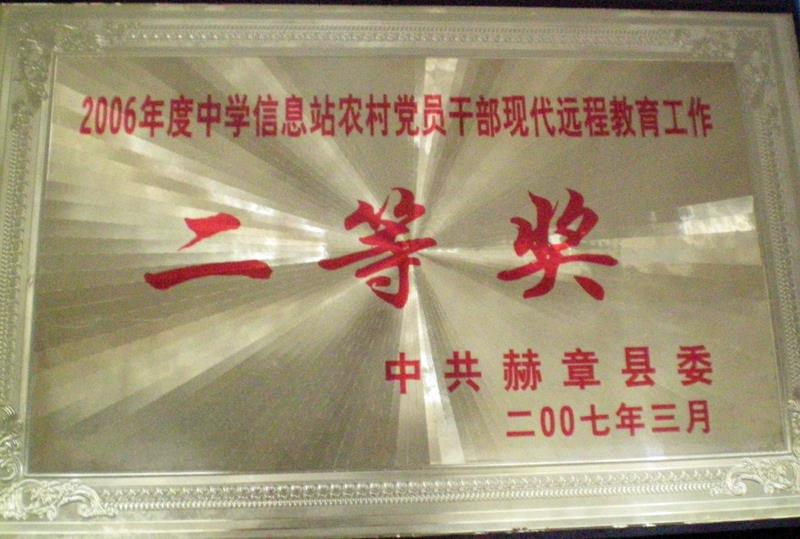 2006年度中学信息站农村党员干部现代远程教育工作
二等奖
中共赫章县委
二00七年三月